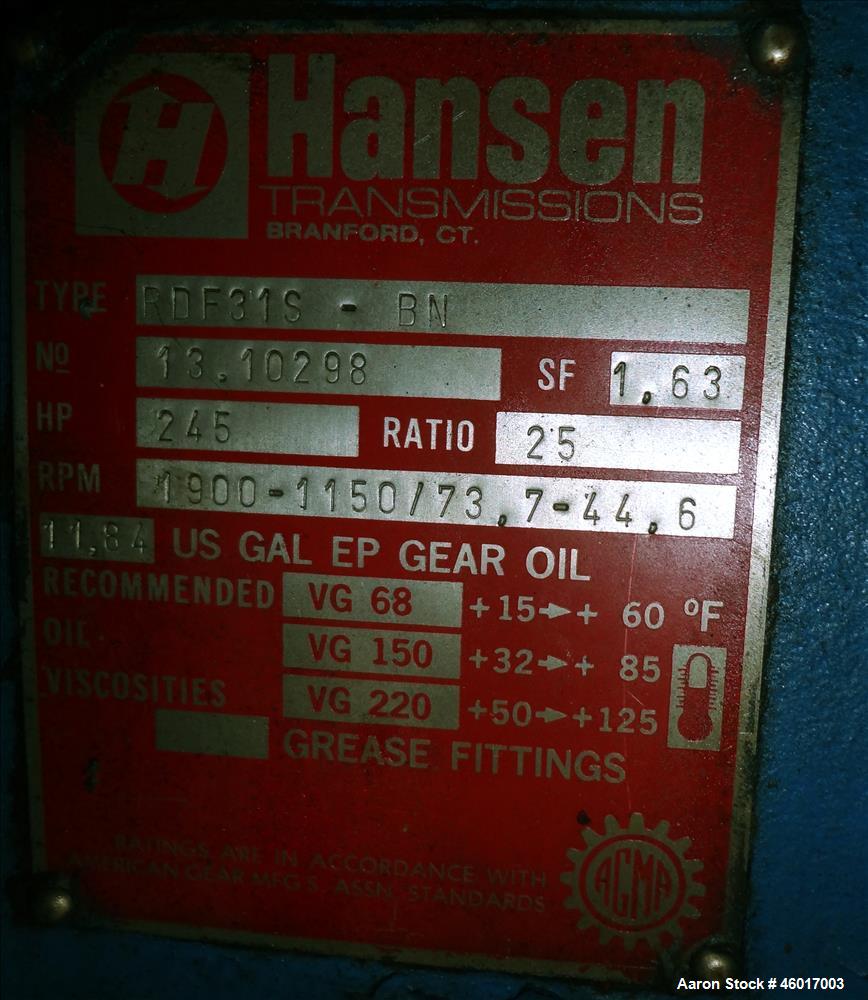 H Hansen
TRANSMISSIONS
BRANFORD, CT.
TYPE RDF31S - BN
Nº 13.10298 SF 1,63
HP 245 RATIO 25
RPM 1900-1150/73,7-44,6
11,84 US GAL EP GEAR OIL
RECOMMENDED VG 68 +15→+ 60 ºF
OIL VG 150 +32→+ 85
VISCOSITIES VG 220 +50→+125
GREASE FITTINGS
RATINGS ARE IN ACCORDANCE WITH
AMERICAN GEAR MFG'S. ASSN. STANDARDS
AGMA
Aaron Stock # 46017003